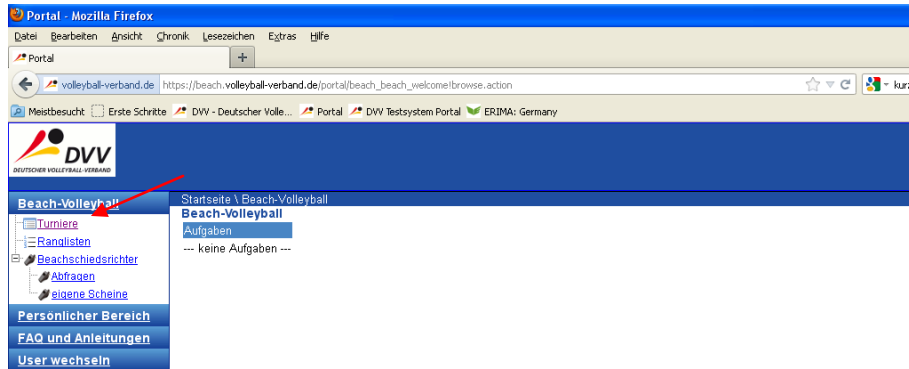 Portal - Mozilla Firefox
Datei Bearbeiten Ansicht Chronik Lesezeichen Extras Hilfe
Portal +
volleyball-verband.de https://beach.volleyball-verband.de/portal/beach_beach_welcome!browse.action kurz
Meistbesucht Erste Schritte DVV - Deutscher Volle... Portal DVV Testsystem Portal ERIMA: Germany
DVV
DEUTSCHER VOLLEYBALL-VERBAND
Beach-Volleyball
Startseite \ Beach-Volleyball
Beach-Volleyball
Aufgaben
--- keine Aufgaben ---
Turniere
Ranglisten
Beachschiedsrichter
Abfragen
eigene Scheine
Persönlicher Bereich
FAQ und Anleitungen
User wechseln